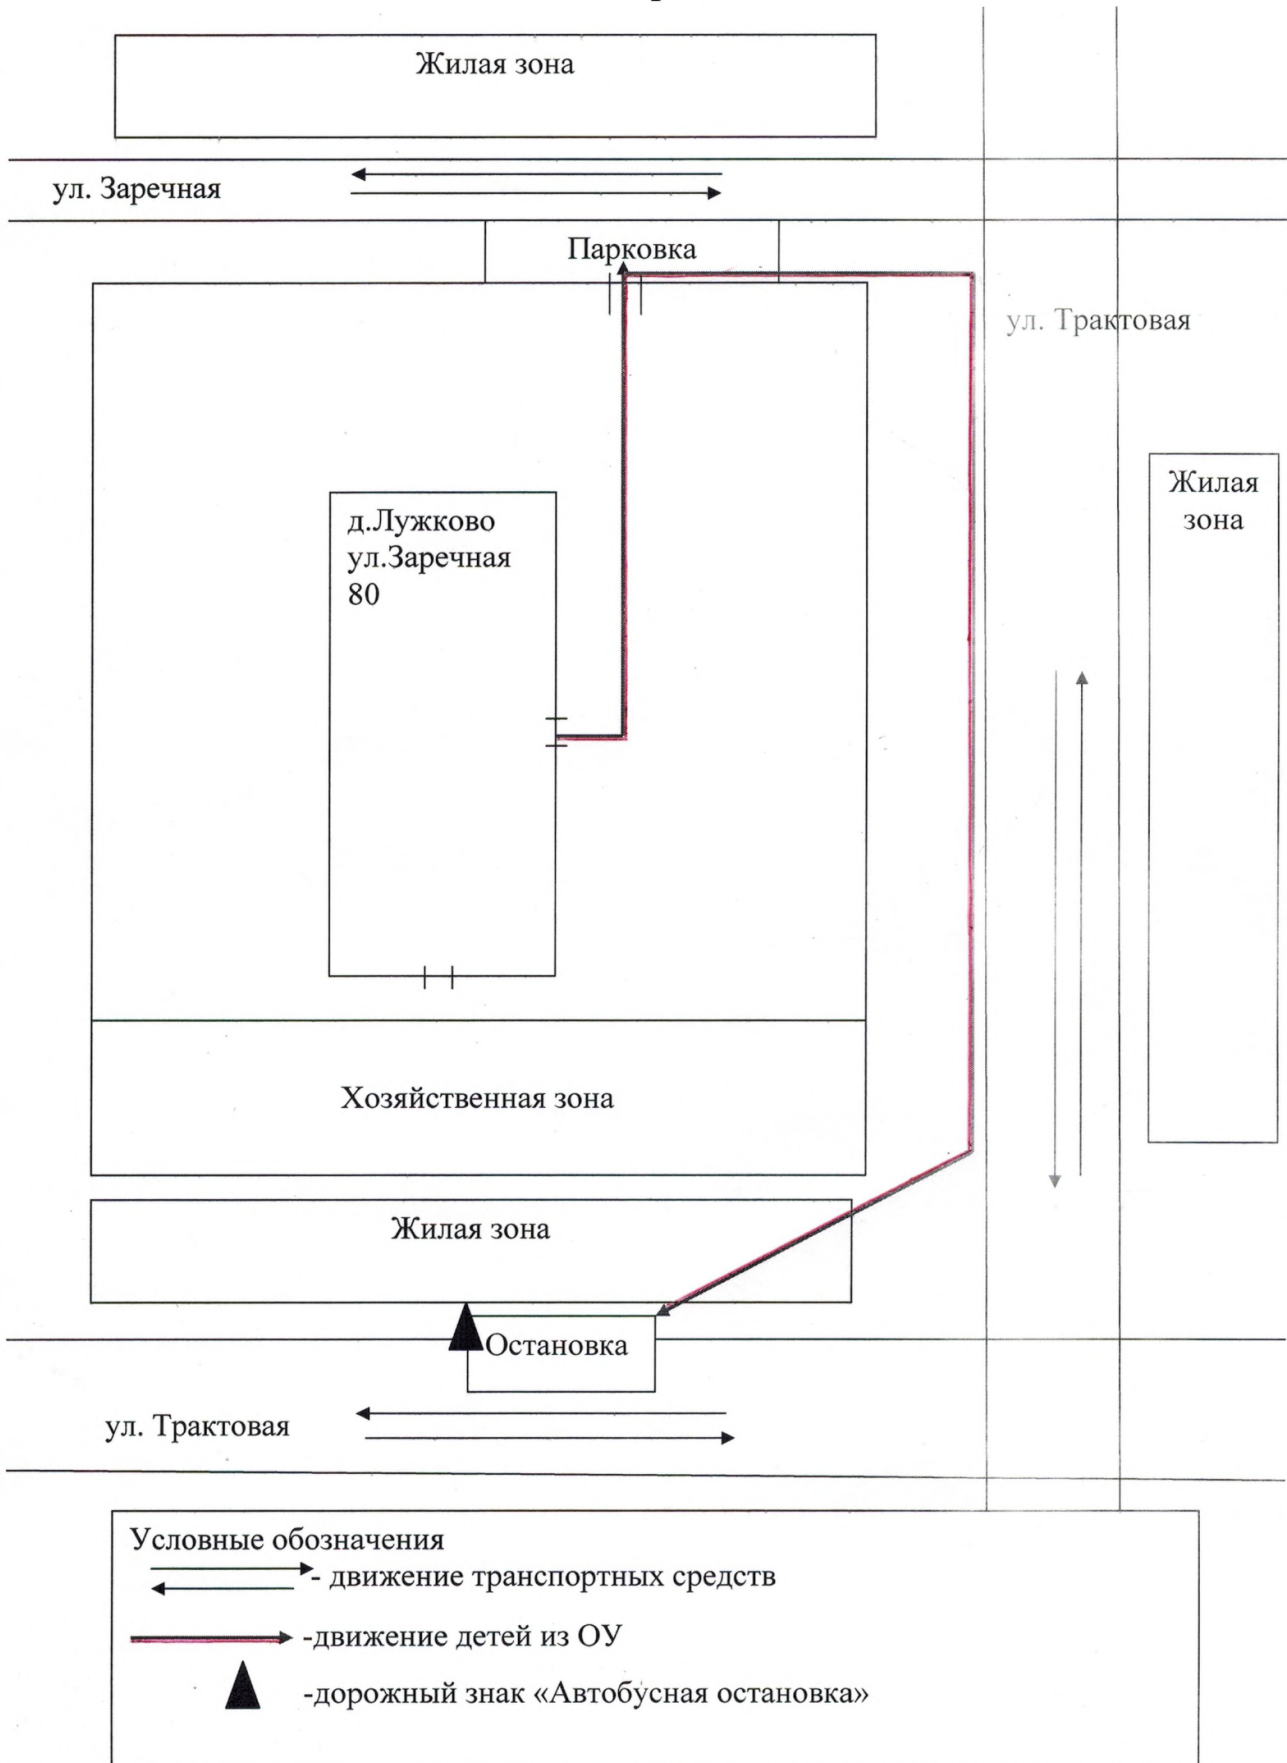 Жилая зона
ул. Заречная
Парковка
ул. Трактовая
Жилая
зона
д.Лужково
ул.Заречная
80
Хозяйственная зона
Жилая зона
Остановка
ул. Трактовая
Условные обозначения
- движение транспортных средств
-движение детей из ОУ
-дорожный знак «Автобусная остановка»